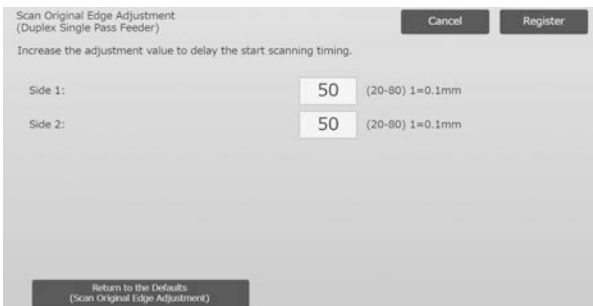 Scan Original Edge Adjustment
(Duplex Single Pass Feeder)
Cancel
Register
Increase the adjustment value to delay the start scanning timing.
Side 1:
50
(20-80) 1=0.1mm
Side 2:
50
(20-80) 1=0.1mm
Return to the Defaults
(Scan Original Edge Adjustment)